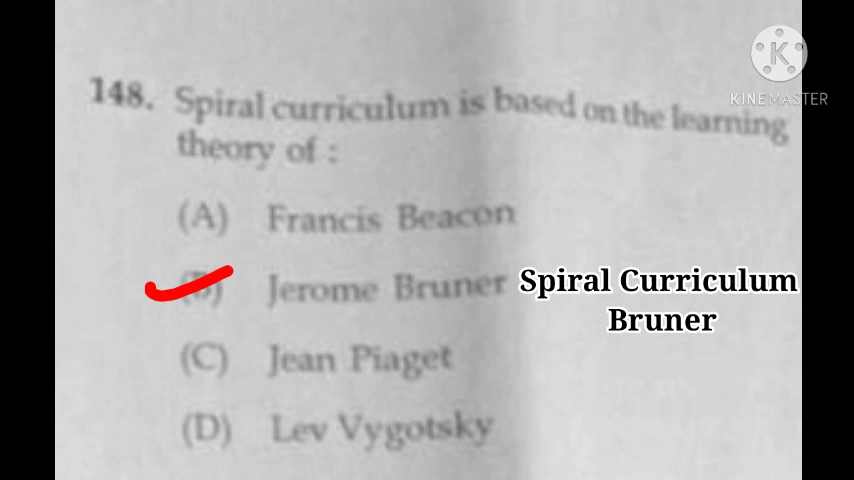 KINEMASTER
148. Spiral curriculum is based on the learning
theory of :
(A) Francis Beacon
(B) Jerome Bruner
Spiral Curriculum
Bruner
(C) Jean Piaget
(D) Lev Vygotsky